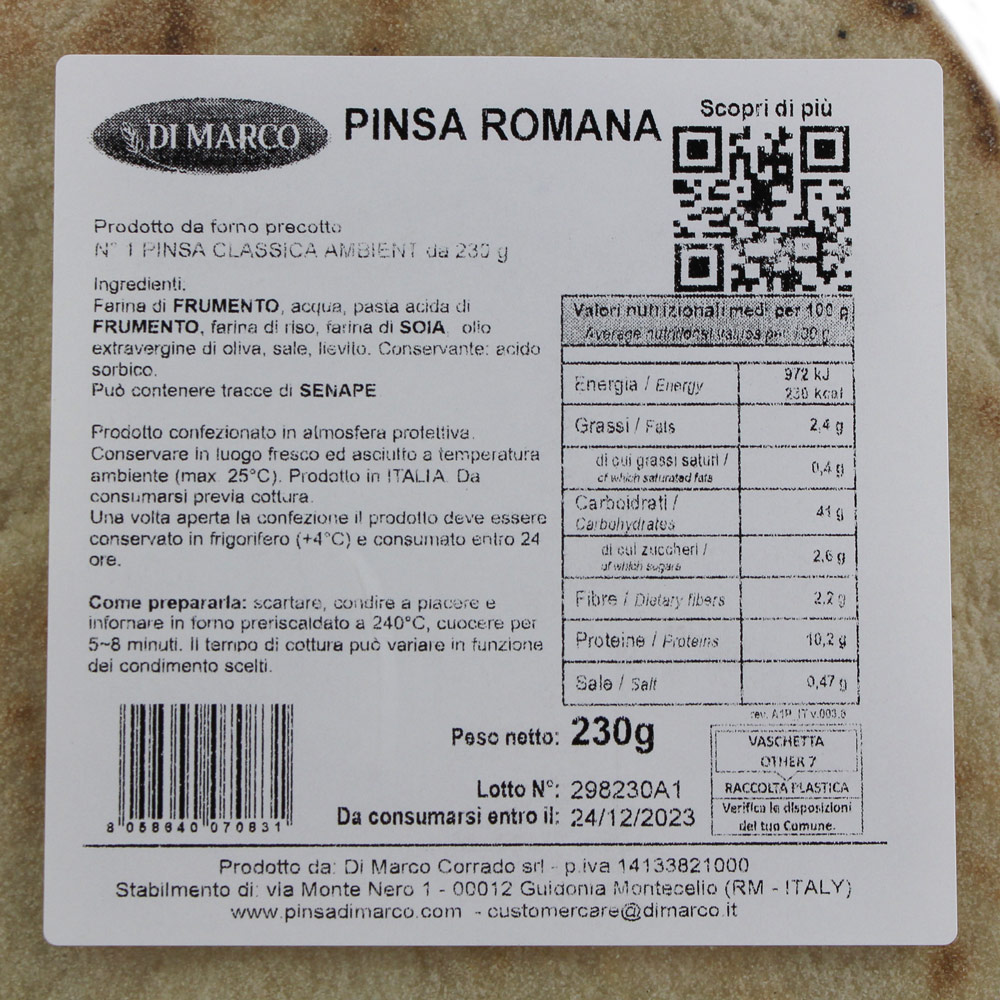 DI MARCO
PINSA ROMANA
Scopri di più
Prodotto da forno precotto
N° 1 PINSA CLASSICA AMBIENT da 230 g
Ingredienti:
Farina di FRUMENTO, acqua, pasta acida di
FRUMENTO, farina di riso, farina di SOIA, olio
extravergine di oliva, sale, lievito. Conservante: acido
sorbico.
Può contenere tracce di SENAPE
Prodotto confezionato in atmosfera protettiva.
Conservare in luogo fresco ed asciutto a temperatura
ambiente (max. 25°C). Prodotto in ITALIA. Da
consumarsi previa cottura.
Una volta aperta la confezione il prodotto deve essere
conservato in frigorifero (+4°C) e consumato entro 24
ore.
Come prepararla: scartare, condire a piacere e
infornare in forno preriscaldato a 240°C, cuocere per
5~8 minuti. Il tempo di cottura può variare in funzione
dei condimento scelti.
Valori nutrizionali medi per 100 g
Average nutritional values per 100 g
Energia / Energy 972 kJ
230 kcal
Grassi / Fats 2,4 g
di cui grassi saturi / 0,4 g
of which saturated fats
Carboidrati / 41 g
Carbohydrates
di cui zuccheri / 2,6 g
of which sugars
Fibre / Dietary fibers 2,2 g
Proteine / Proteins 10,2 g
Sale / Salt 0,47 g
Peso netto: 230g
Lotto N°: 298230A1
Da consumarsi entro il: 24/12/2023
VASCHETTA
OTHER 7
RACCOLTA PLASTICA
Verifica le disposizioni
del tuo Comune.
8 058640 070831
Prodotto da: Di Marco Corrado srl - p.iva 14133821000
Stabilmento di: via Monte Nero 1 - 00012 Guidonia Montecelio (RM - ITALY)
www.pinsadimarco.com - customercare@dimarco.it